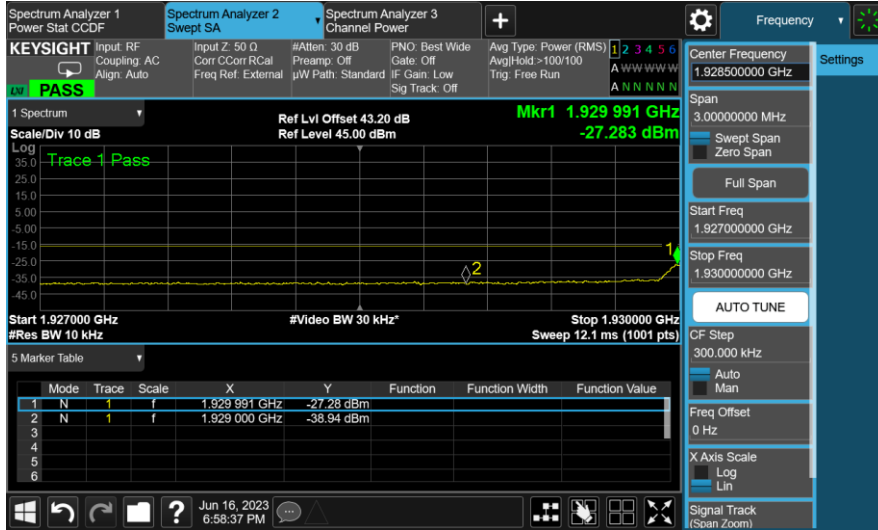 Spectrum Analyzer 1
Power Stat CCDF
Spectrum Analyzer 2
Swept SA
Spectrum Analyzer 3
Channel Power
+
Frequency
KEYSIGHT
Input: RF
Coupling: AC
Align: Auto
Input Z: 50 Ω
Corr CCorr RCal
Freq Ref: External
#Atten: 30 dB
Preamp: Off
µW Path: Standard
PNO: Best Wide
Gate: Off
IF Gain: Low
Sig Track: Off
Avg Type: Power (RMS)
Avg|Hold:>100/100
Trig: Free Run
1 2 3 4 5 6
A W W W W W
A N N N N N
LXI
PASS
1 Spectrum
Scale/Div 10 dB
Ref Lvl Offset 43.20 dB
Ref Level 45.00 dBm
Mkr1 1.929 991 GHz
-27.283 dBm
Log
Trace 1 Pass
35.0
25.0
15.0
5.00
-5.00
-15.0
-25.0
-35.0
-45.0
1
2
Start 1.927000 GHz
#Res BW 10 kHz
#Video BW 30 kHz*
Stop 1.930000 GHz
Sweep 12.1 ms (1001 pts)
5 Marker Table
Mode Trace Scale X Y Function Function Width Function Value
1 N 1 f 1.929 991 GHz -27.28 dBm
2 N 1 f 1.929 000 GHz -38.94 dBm
3
4
5
6
Jun 16, 2023
6:58:37 PM
?
Center Frequency
1.928500000 GHz
Settings
Span
3.00000000 MHz
Swept Span
Zero Span
Full Span
Start Freq
1.927000000 GHz
Stop Freq
1.930000000 GHz
AUTO TUNE
CF Step
300.000 kHz
Auto
Man
Freq Offset
0 Hz
X Axis Scale
Log
Lin
Signal Track
(Span Zoom)